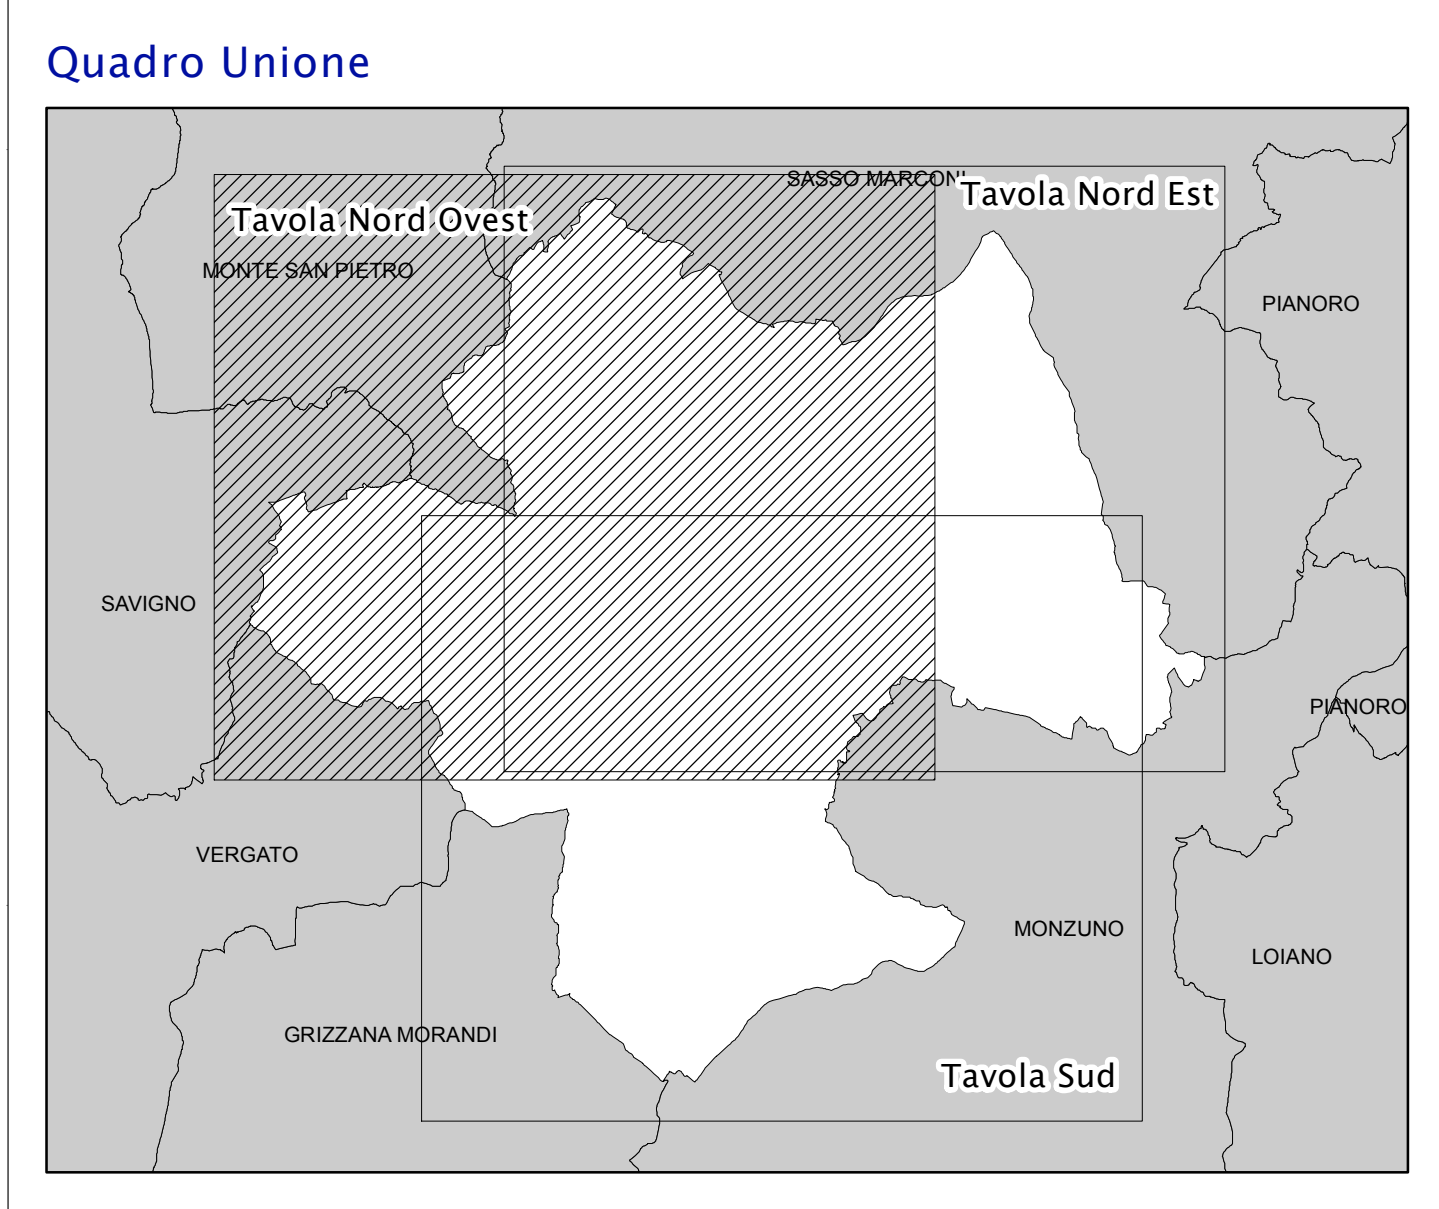 Quadro Unione
SASSO MARCONI
Tavola Nord Est
Tavola Nord Ovest
MONTE SAN PIETRO
PIANORO
SAVIGNO
PIANORO
VERGATO
MONZUNO
LOIANO
GRIZZANA MORANDI
Tavola Sud